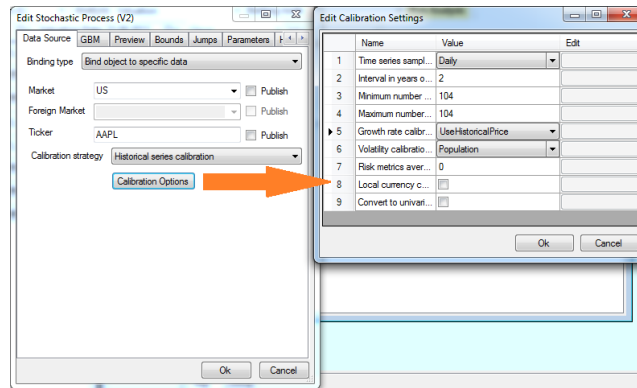 Edit Stochastic Process (V2)
Data Source GBM Preview Bounds Jumps Parameters
Binding type Bind object to specific data
Market US Publish
Foreign Market Publish
Ticker AAPL Publish
Calibration strategy Historical series calibration
Calibration Options
Ok Cancel
Edit Calibration Settings
Name Value Edit
1 Time series sampl... Daily
2 Interval in years o... 2
3 Minimum number ... 104
4 Maximum number ... 104
5 Growth rate calibr... UseHistoricalPrice
6 Volatility calibratio... Population
7 Risk metrics aver... 0
8 Local currency c...
9 Convert to univari...
Ok Cancel